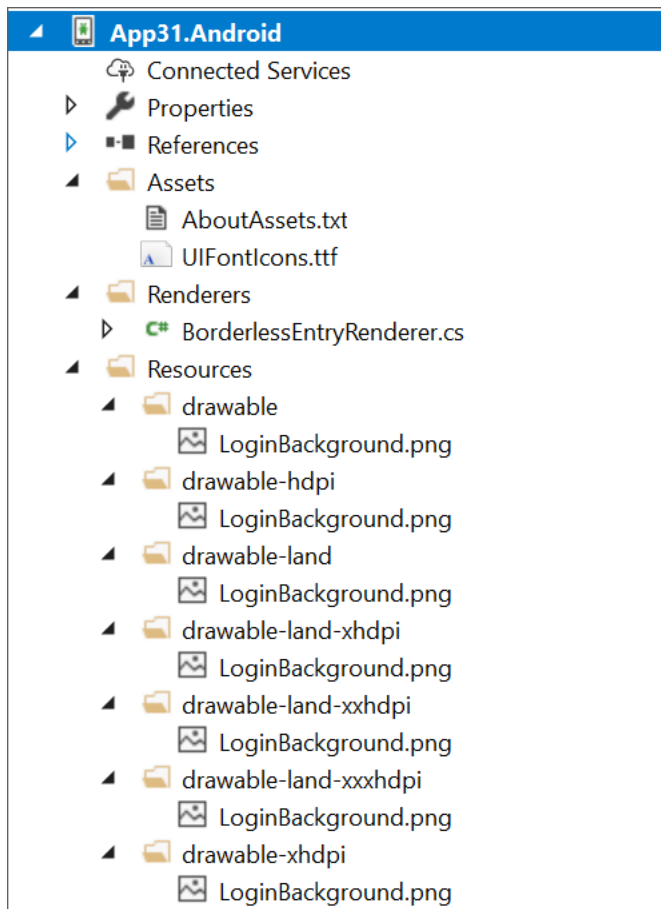 App31.Android
Connected Services
Properties
References
Assets
AboutAssets.txt
UIFontIcons.ttf
Renderers
C# BorderlessEntryRenderer.cs
Resources
drawable
LoginBackground.png
drawable-hdpi
LoginBackground.png
drawable-land
LoginBackground.png
drawable-land-xhdpi
LoginBackground.png
drawable-land-xxhdpi
LoginBackground.png
drawable-land-xxxhdpi
LoginBackground.png
drawable-xhdpi
LoginBackground.png